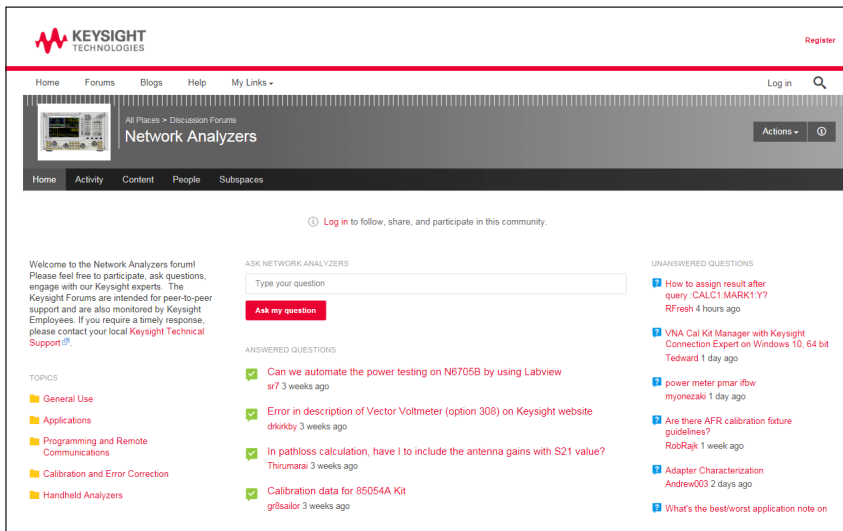 KEYSIGHT
TECHNOLOGIES
Register
Home Forums Blogs Help My Links
Log in
All Places > Discussion Forums
Network Analyzers
Actions
Home Activity Content People Subspaces
Log in to follow, share, and participate in this community.
Welcome to the Network Analyzers forum!
Please feel free to participate, ask questions,
engage with our Keysight experts. The
Keysight Forums are intended for peer-to-peer
support and are also monitored by Keysight
Employees. If you require a timely response,
please contact your local Keysight Technical
Support.
TOPICS
General Use
Applications
Programming and Remote
Communications
Calibration and Error Correction
Handheld Analyzers
ASK NETWORK ANALYZERS
Type your question
Ask my question
ANSWERED QUESTIONS
Can we automate the power testing on N6705B by using Labview
sr7 3 weeks ago
Error in description of Vector Voltmeter (option 308) on Keysight website
drkirkby 3 weeks ago
In pathloss calculation, have I to include the antenna gains with S21 value?
Thirumarai 3 weeks ago
Calibration data for 85054A Kit
gr8sailor 3 weeks ago
UNANSWERED QUESTIONS
How to assign result after
query :CALC1:MARK1:Y?
RFresh 4 hours ago
VNA Cal Kit Manager with Keysight
Connection Expert on Windows 10, 64 bit
Tedward 1 day ago
power meter pmar ifbw
myonezaki 1 day ago
Are there AFR calibration fixture
guidelines?
RobRajk 1 week ago
Adapter Characterization
Andrew003 2 days ago
What's the best/worst application note on